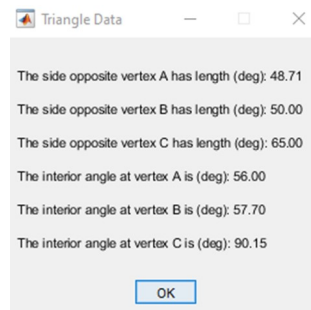 Triangle Data
The side opposite vertex A has length (deg): 48.71
The side opposite vertex B has length (deg): 50.00
The side opposite vertex C has length (deg): 65.00
The interior angle at vertex A is (deg): 56.00
The interior angle at vertex B is (deg): 57.70
The interior angle at vertex C is (deg): 90.15
OK